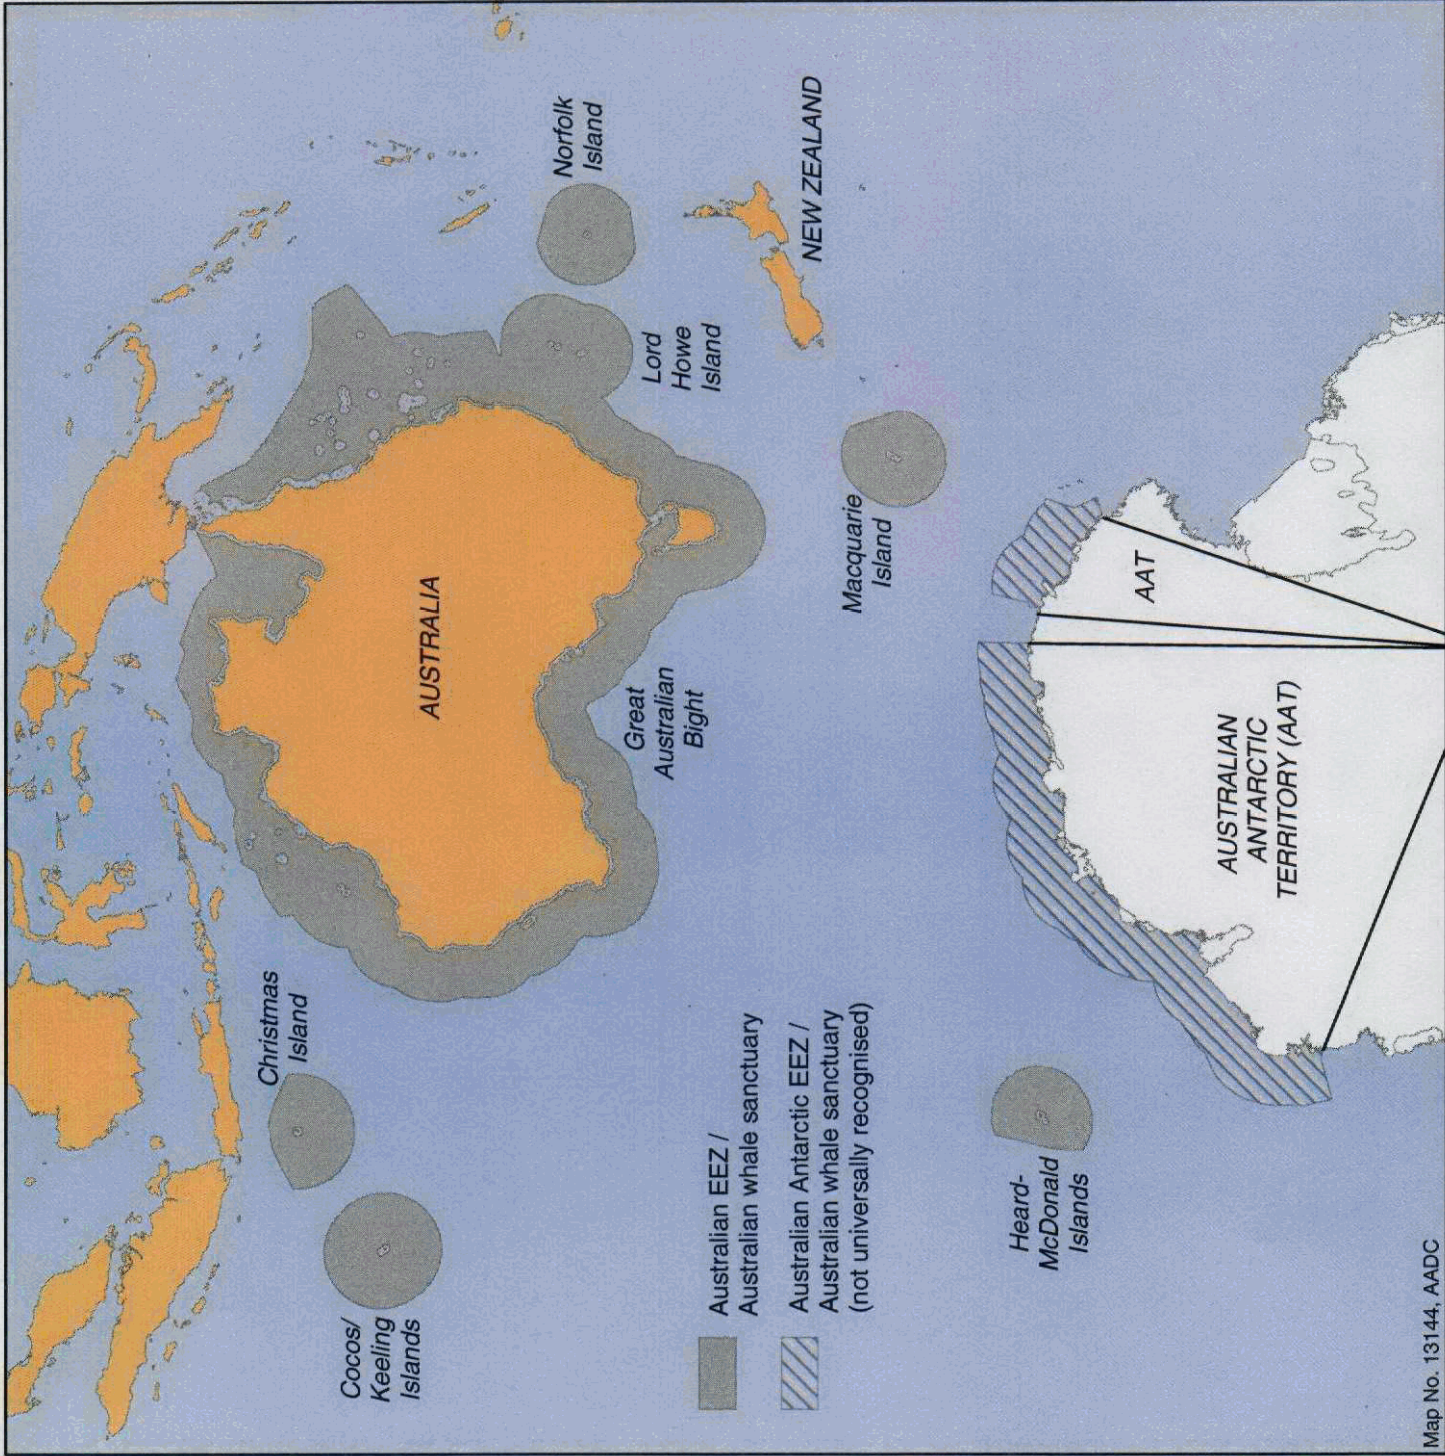 Christmas
Island
Cocos/
Keeling
Islands
AUSTRALIA
Norfolk
Island
Lord
Howe
Island
Great
Australian
Bight
NEW ZEALAND
Macquarie
Island
Australian EEZ /
Australian whale sanctuary
Australian Antarctic EEZ /
Australian whale sanctuary
(not universally recognised)
Heard-
McDonald
Islands
AUSTRALIAN
ANTARCTIC
TERRITORY (AAT)
AAT
Map No. 13144, AADC